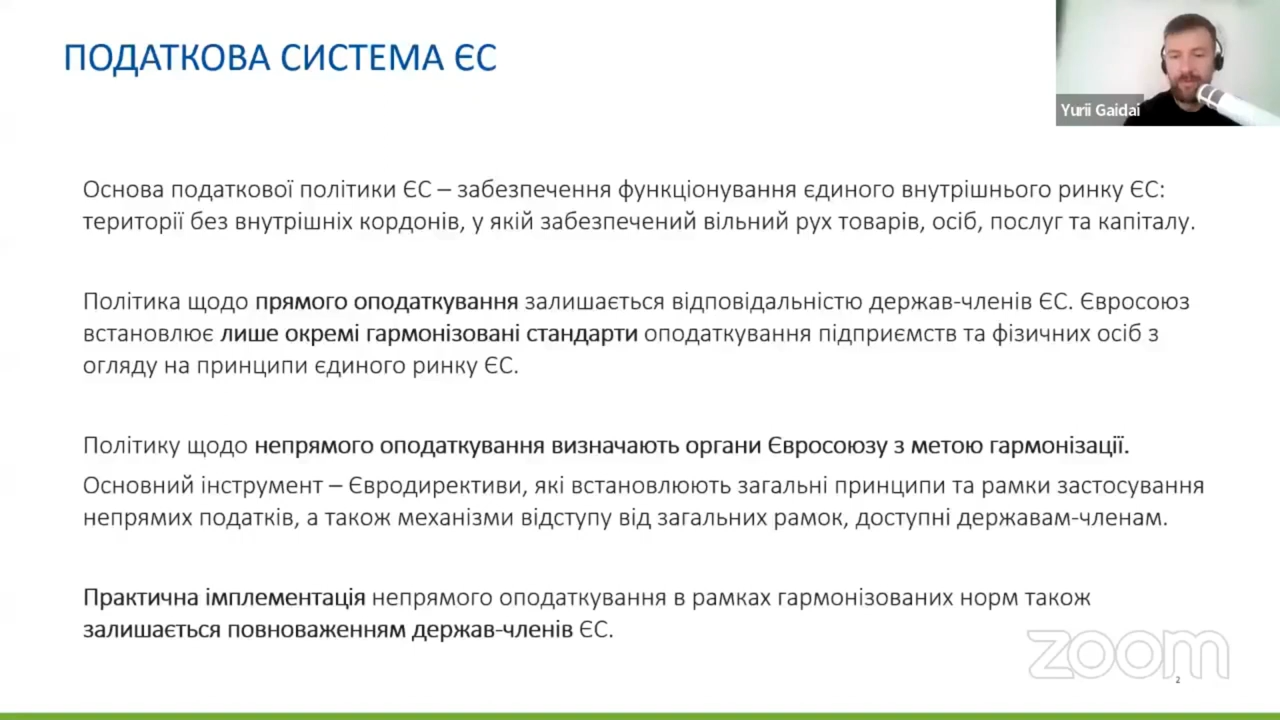 ПОДАТКОВА СИСТЕМА ЄС
Yurii Gaidai
Основа податкової політики ЄС – забезпечення функціонування єдиного внутрішнього ринку ЄС:
території без внутрішніх кордонів, у якій забезпечений вільний рух товарів, осіб, послуг та капіталу.
Політика щодо прямого оподаткування залишається відповідальністю держав-членів ЄС. Євросоюз
встановлює лише окремі гармонізовані стандарти оподаткування підприємств та фізичних осіб з
огляду на принципи єдиного ринку ЄС.
Політику щодо непрямого оподаткування визначають органи Євросоюзу з метою гармонізації.
Основний інструмент – Євродирективи, які встановлюють загальні принципи та рамки застосування
непрямих податків, а також механізми відступу від загальних рамок, доступні державам-членам.
Практична імплементація непрямого оподаткування в рамках гармонізованих норм також
залишається повноваженням держав-членів ЄС.
zoom
2